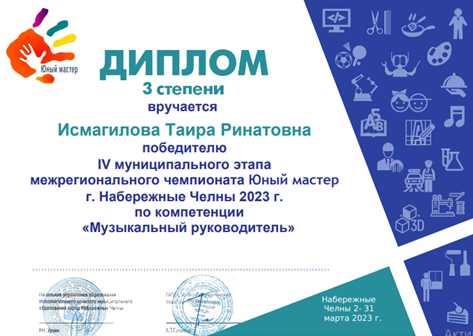 Юный мастер
ДИПЛОМ
3 степени
вручается
Исмагилова Таира Ринатовна
победителю
IV муниципального этапа
межрегионального чемпионата Юный мастер
г. Набережные Челны 2023 г.
по компетенции
«Музыкальный руководитель»
Набережные
Челны 2- 31
марта 2023 г.
3D